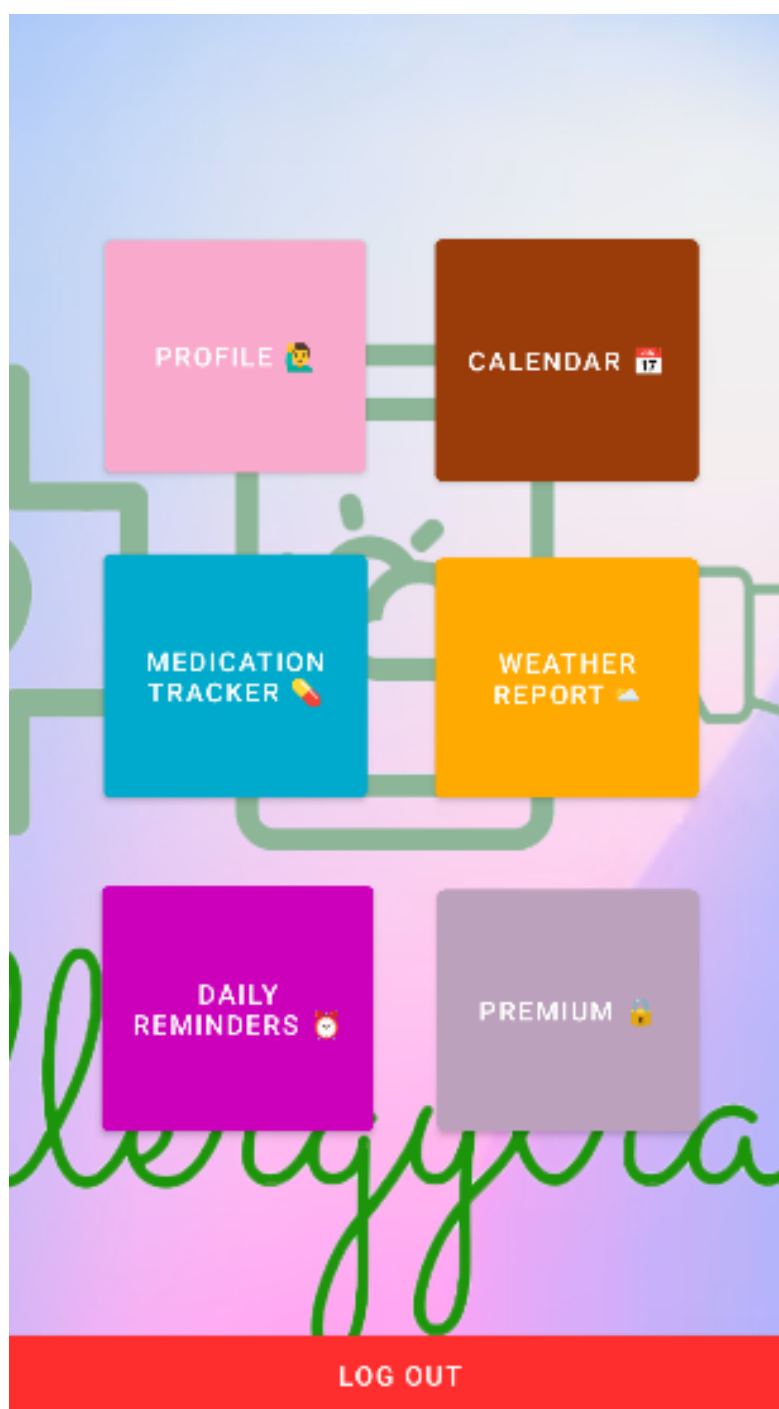 PROFILE 🙋‍♂️
CALENDAR 📅
MEDICATION
TRACKER 💊
WEATHER
REPORT 🌥️
DAILY
REMINDERS ⏰
PREMIUM 🔒
LOG OUT